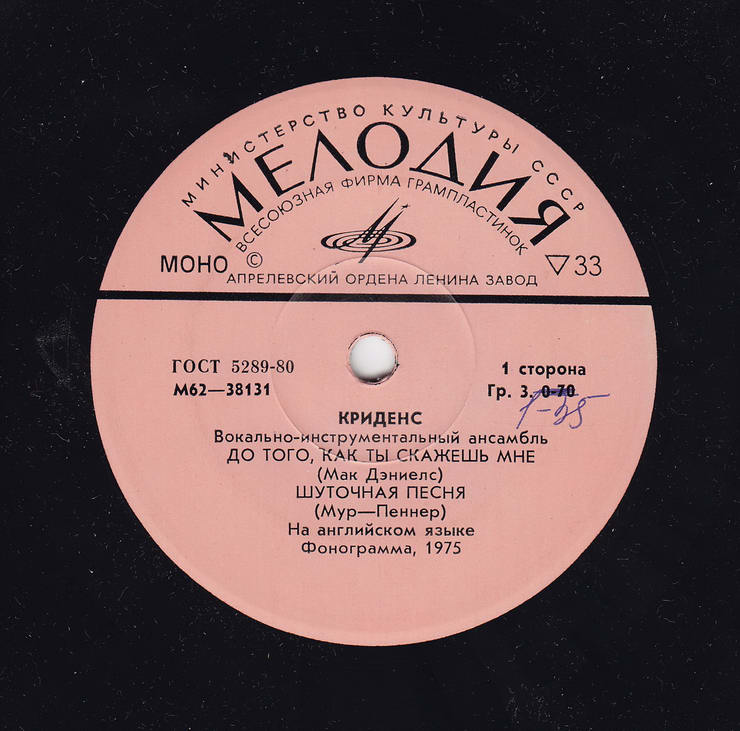 МИНИСТЕРСТВО КУЛЬТУРЫ СССР
МЕЛОДИЯ
ВСЕСОЮЗНАЯ ФИРМА ГРАМПЛАСТИНОК
МОНО © ▽ 33
АПРЕЛЕВСКИЙ ОРДЕНА ЛЕНИНА ЗАВОД
ГОСТ 5289-80 1 сторона
М62—38131 Гр. 3. 0-70
1-35
КРИДЕНС
Вокально-инструментальный ансамбль
ДО ТОГО, КАК ТЫ СКАЖЕШЬ МНЕ
(Мак Дэниелс)
ШУТОЧНАЯ ПЕСНЯ
(Мур—Пеннер)
На английском языке
Фонограмма, 1975